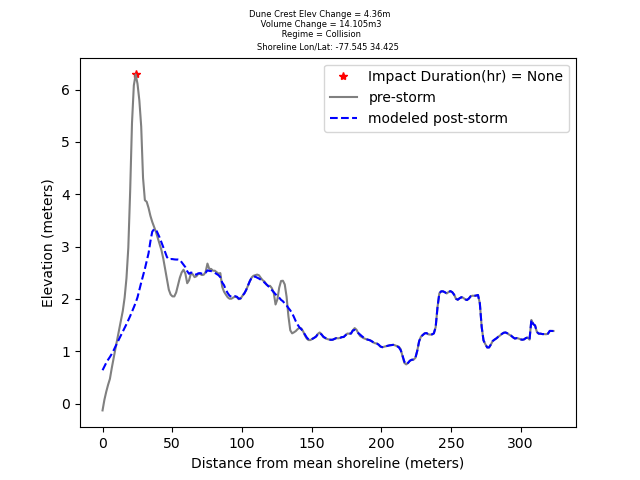 Dune Crest Elev Change = 4.36m
Volume Change = 14.105m3
Regime = Collision
Shoreline Lon/Lat: -77.545 34.425
Impact Duration(hr) = None
pre-storm
modeled post-storm
Elevation (meters)
6
5
4
3
2
1
0
0 50 100 150 200 250 300
Distance from mean shoreline (meters)